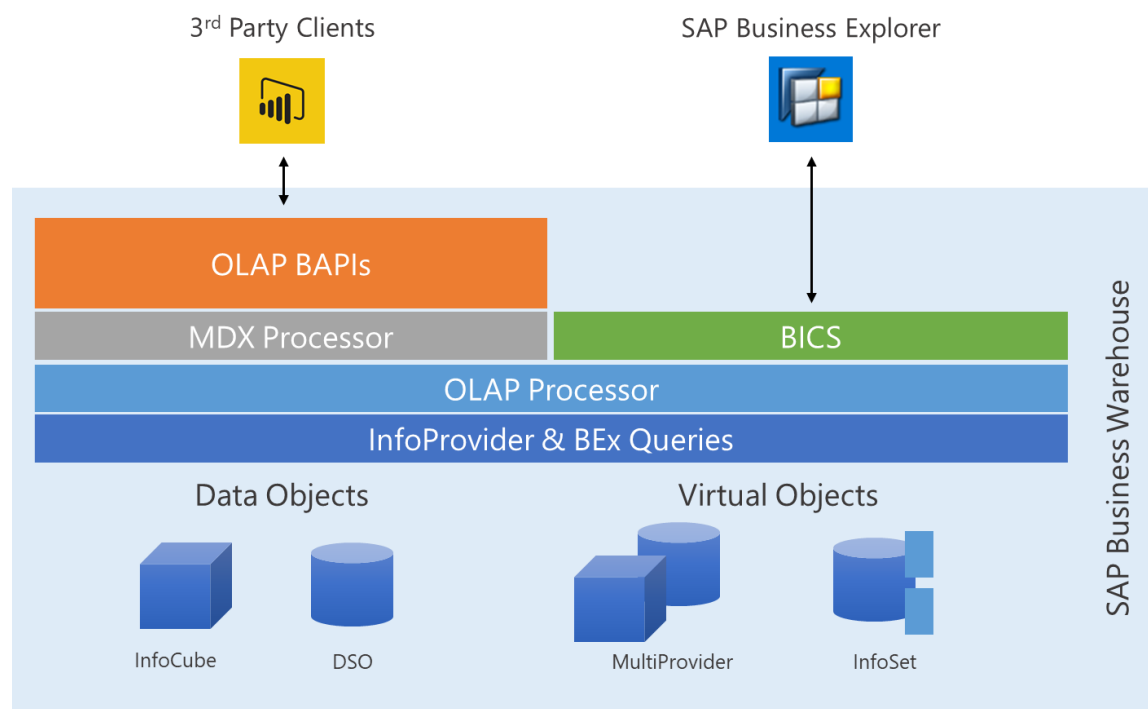 3rd Party Clients
SAP Business Explorer
OLAP BAPIs
MDX Processor
BICS
OLAP Processor
InfoProvider & BEx Queries
Data Objects
Virtual Objects
InfoCube
DSO
MultiProvider
InfoSet
SAP Business Warehouse